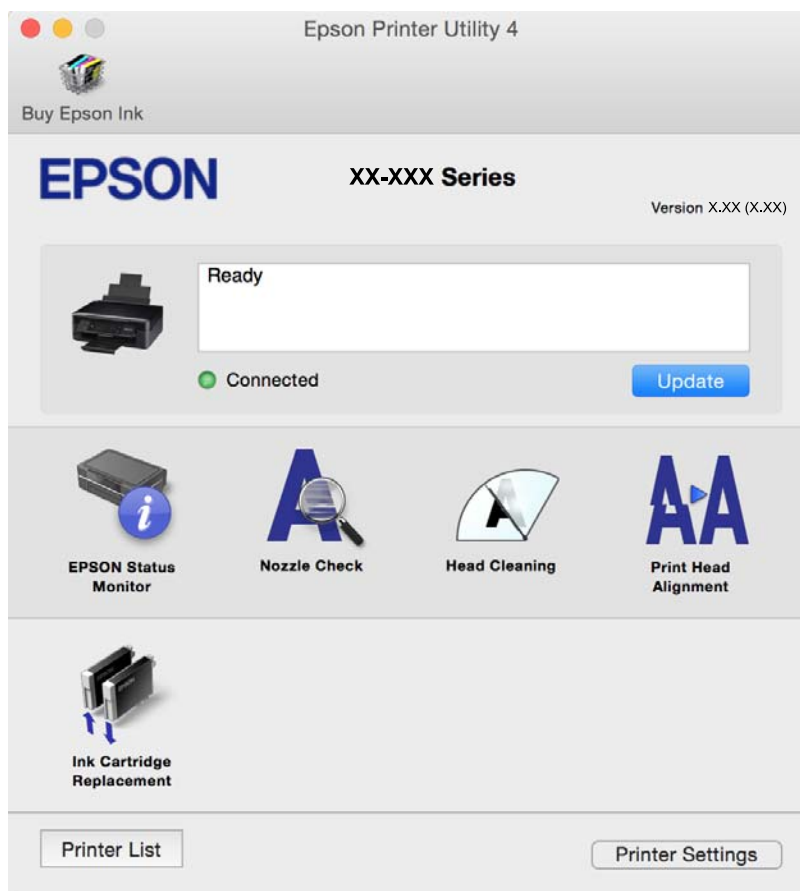 Epson Printer Utility 4
Buy Epson Ink
EPSON
XX-XXX Series
Version X.XX (X.XX)
Ready
Connected
Update
EPSON Status
Monitor
Nozzle Check
Head Cleaning
Print Head
Alignment
Ink Cartridge
Replacement
Printer List
Printer Settings